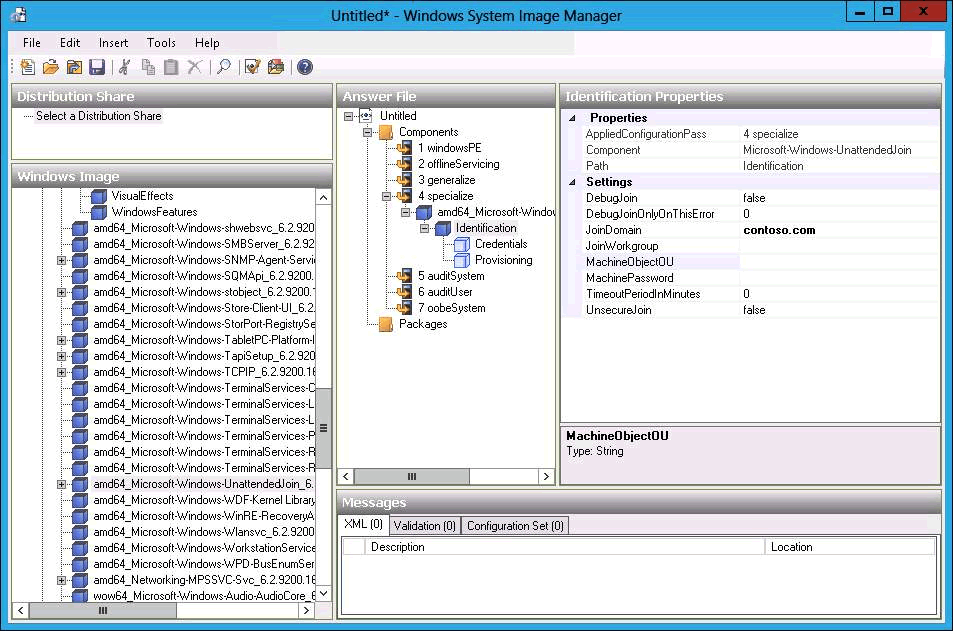 Untitled* - Windows System Image Manager
File Edit Insert Tools Help
Distribution Share
Select a Distribution Share
Windows Image
VisualEffects
WindowsFeatures
amd64_Microsoft-Windows-shwebsvc_6.2.920
amd64_Microsoft-Windows-SMBServer_6.2.92
amd64_Microsoft-Windows-SNMP-Agent-Servi
amd64_Microsoft-Windows-SQMApi_6.2.9200.
amd64_Microsoft-Windows-stobject_6.2.9200.1
amd64_Microsoft-Windows-Store-Client-UI_6.2.
amd64_Microsoft-Windows-StorPort-RegistrySe
amd64_Microsoft-Windows-TabletPC-Platform-I
amd64_Microsoft-Windows-TapiSetup_6.2.9200
amd64_Microsoft-Windows-TCPIP_6.2.9200.16
amd64_Microsoft-Windows-TerminalServices-C
amd64_Microsoft-Windows-TerminalServices-L
amd64_Microsoft-Windows-TerminalServices-L
amd64_Microsoft-Windows-TerminalServices-P
amd64_Microsoft-Windows-TerminalServices-R
amd64_Microsoft-Windows-TerminalServices-R
amd64_Microsoft-Windows-UnattendedJoin_6.
amd64_Microsoft-Windows-WDF-Kernel Library
amd64_Microsoft-Windows-WinRE-RecoveryA
amd64_Microsoft-Windows-Wlansvc_6.2.9200.
amd64_Microsoft-Windows-WorkstationService
amd64_Microsoft-Windows-WPD-BusEnumSer
amd64_Networking-MPSSVC-Svc_6.2.9200.16
wow64_Microsoft-Windows-Audio-AudioCore_6
Answer File
Untitled
Components
1 windowsPE
2 offlineServicing
3 generalize
4 specialize
amd64_Microsoft-Window
Identification
Credentials
Provisioning
5 auditSystem
6 auditUser
7 oobeSystem
Packages
Identification Properties
Properties
AppliedConfigurationPass 4 specialize
Component Microsoft-Windows-UnattendedJoin
Path Identification
Settings
DebugJoin false
DebugJoinOnlyOnThisError 0
JoinDomain contoso.com
JoinWorkgroup
MachineObjectOU
MachinePassword
TimeoutPeriodInMinutes 0
UnsecureJoin false
MachineObjectOU
Type: String
Messages
XML (0) Validation (0) Configuration Set (0)
Description Location